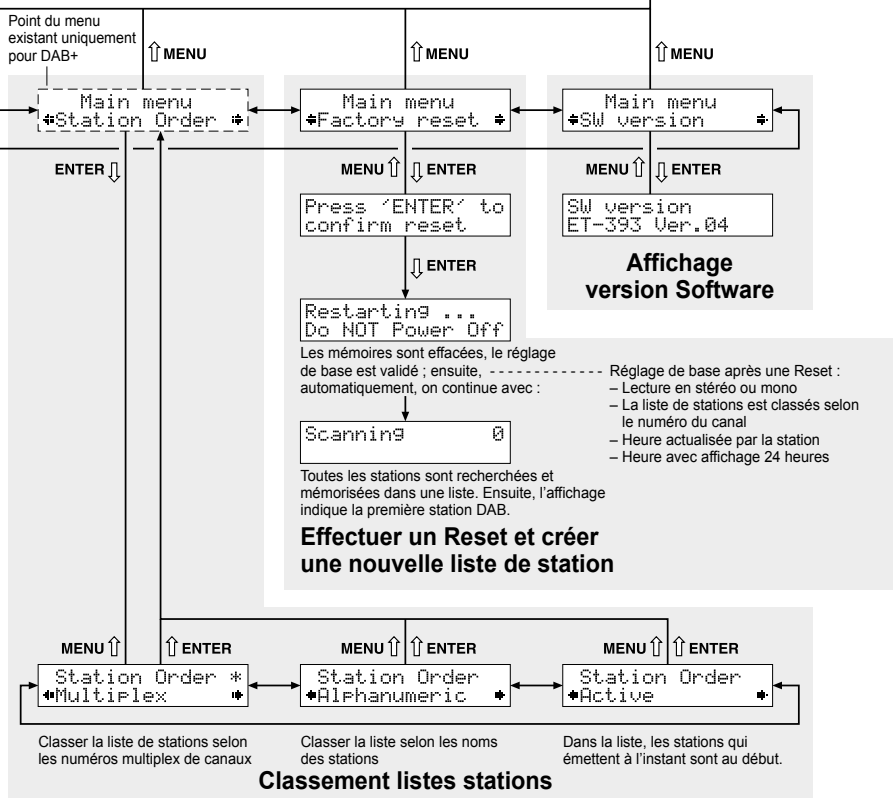 Point du menu
existant uniquement
pour DAB+
MENU
MENU
MENU
Main menu
Station Order
Main menu
Factory reset
Main menu
SW version
ENTER
MENU ENTER
MENU ENTER
Press ´ENTER´ to
confirm reset
SW version
ET-393 Ver.04
ENTER
Affichage
version Software
Restarting ...
Do NOT Power Off
Les mémoires sont effacées, le réglage
de base est validé ; ensuite,
automatiquement, on continue avec :
Réglage de base après une Reset :
– Lecture en stéréo ou mono
– La liste de stations est classés selon
le numéro du canal
– Heure actualisée par la station
– Heure avec affichage 24 heures
Scanning 0
Toutes les stations sont recherchées et
mémorisées dans une liste. Ensuite, l’affichage
indique la première station DAB.
Effectuer un Reset et créer
une nouvelle liste de station
MENU ENTER
MENU ENTER
MENU ENTER
Station Order *
Multiplex
Station Order
Alphanumeric
Station Order
Active
Classer la liste de stations selon
les numéros multiplex de canaux
Classer la liste selon les noms
des stations
Dans la liste, les stations qui
émettent à l’instant sont au début.
Classement listes stations